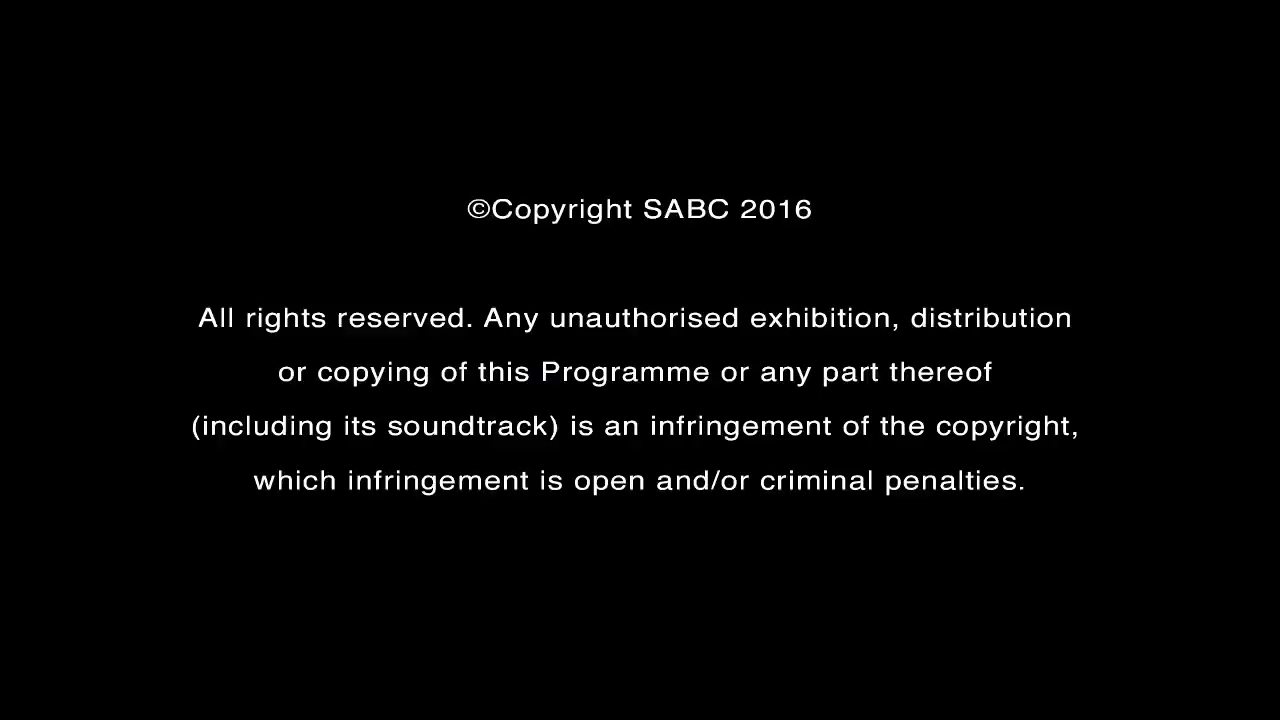 ©Copyright SABC 2016
All rights reserved. Any unauthorised exhibition, distribution
or copying of this Programme or any part thereof
(including its soundtrack) is an infringement of the copyright,
which infringement is open and/or criminal penalties.